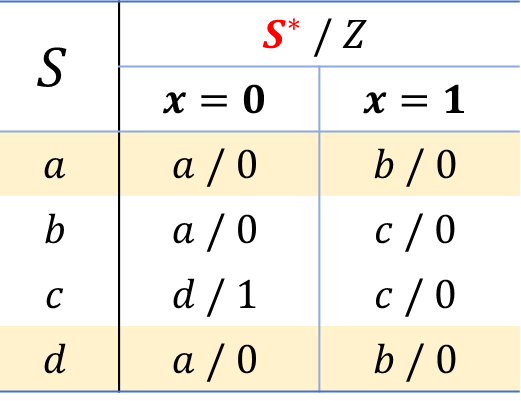 S S* / Z
x = 0 x = 1
a a / 0 b / 0
b a / 0 c / 0
c d / 1 c / 0
d a / 0 b / 0